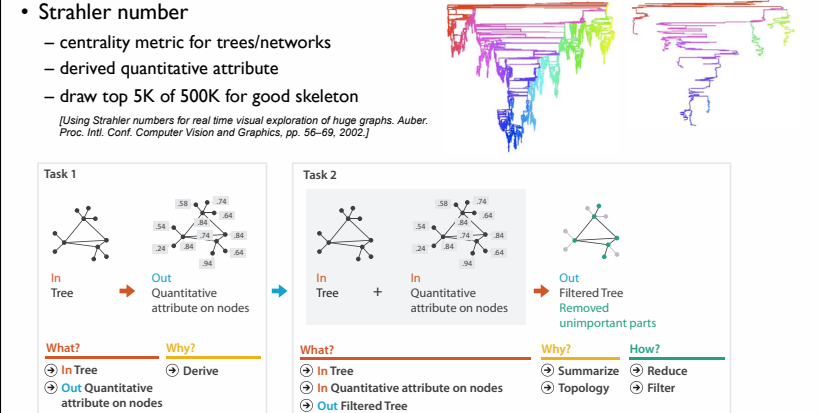 • Strahler number
– centrality metric for trees/networks
– derived quantitative attribute
– draw top 5K of 500K for good skeleton
[Using Strahler numbers for real time visual exploration of huge graphs. Auber.
Proc. Intl. Conf. Computer Vision and Graphics, pp. 56–69, 2002.]
Task 1
.58
.74
.64
.84
.54
.74
.84
.24
.84
.64
.94
In
Tree
Out
Quantitative
attribute on nodes
What?
In Tree
Out Quantitative
attribute on nodes
Why?
Derive
Task 2
.58
.74
.64
.84
.54
.74
.84
.24
.84
.64
.94
In
Tree
+
In
Quantitative
attribute on nodes
Out
Filtered Tree
Removed
unimportant parts
What?
In Tree
In Quantitative attribute on nodes
Out Filtered Tree
Why?
Summarize
Topology
How?
Reduce
Filter